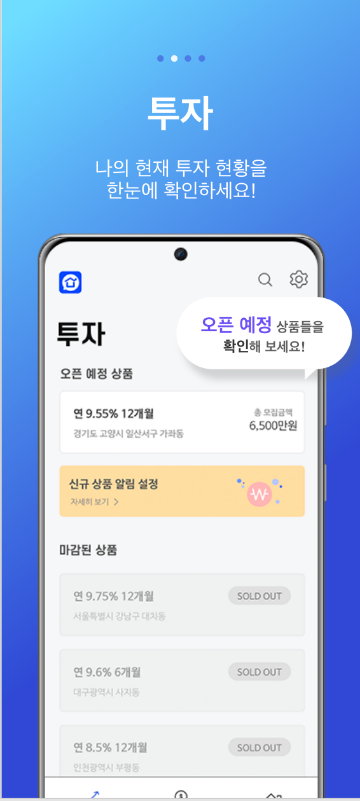 투자
나의 현재 투자 현황을
한눈에 확인하세요!
오픈 예정 상품들을
확인해 보세요!
투자
오픈 예정 상품
연 9.55% 12개월
경기도 고양시 일산서구 가좌동
총 모집금액
6,500만원
신규 상품 알림 설정
자세히 보기 >
W
마감된 상품
연 9.75% 12개월
서울특별시 강남구 대치동
SOLD OUT
연 9.6% 6개월
대구광역시 사지동
SOLD OUT
연 8.5% 12개월
인천광역시 부평동
SOLD OUT